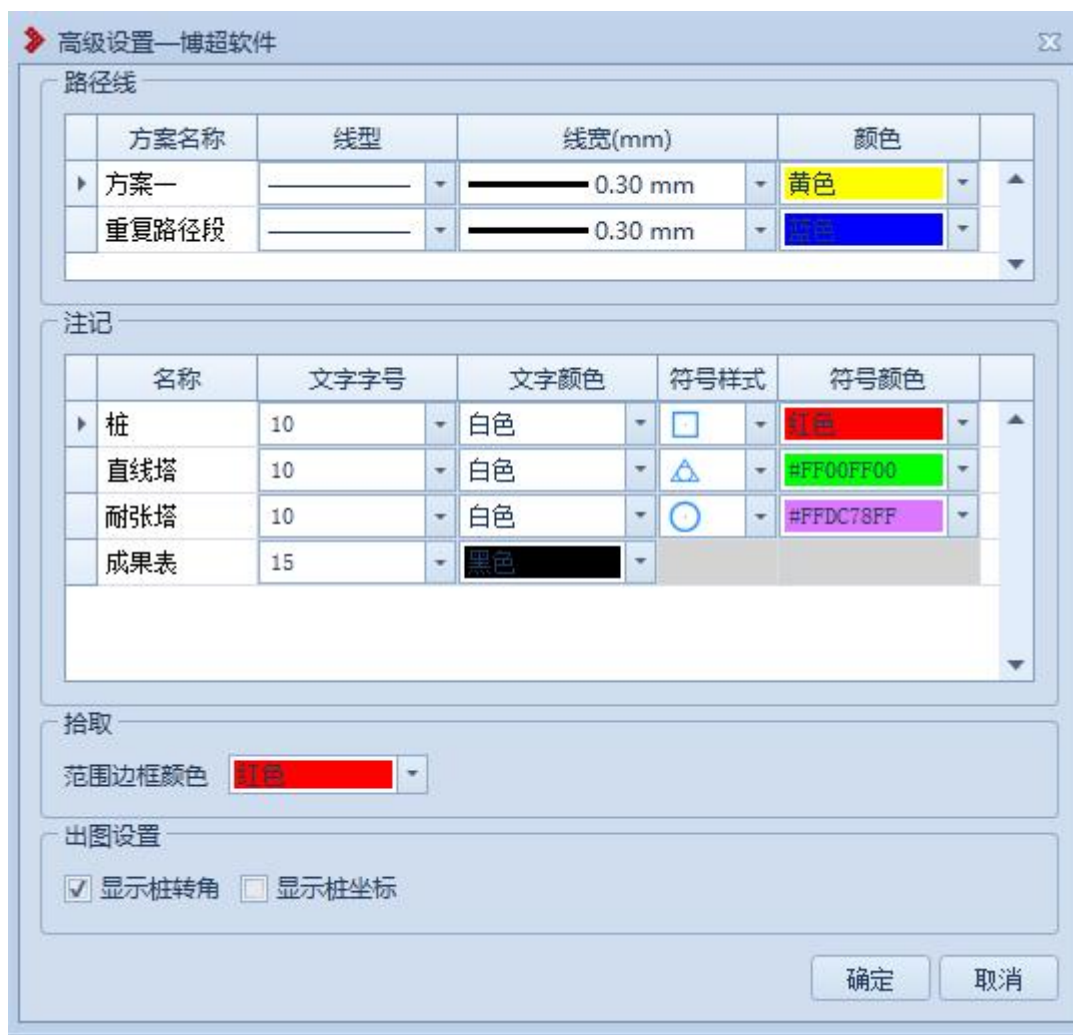 高级设置—博超软件
路径线
方案名称 线型 线宽(mm) 颜色
方案一 0.30 mm 黄色
重复路径段 0.30 mm 蓝色
注记
名称 文字字号 文字颜色 符号样式 符号颜色
桩 10 白色 红色
直线塔 10 白色 #FF00FF00
耐张塔 10 白色 #FFDC78FF
成果表 15 黑色
拾取
范围边框颜色 红色
出图设置
显示桩转角 显示桩坐标
确定 取消